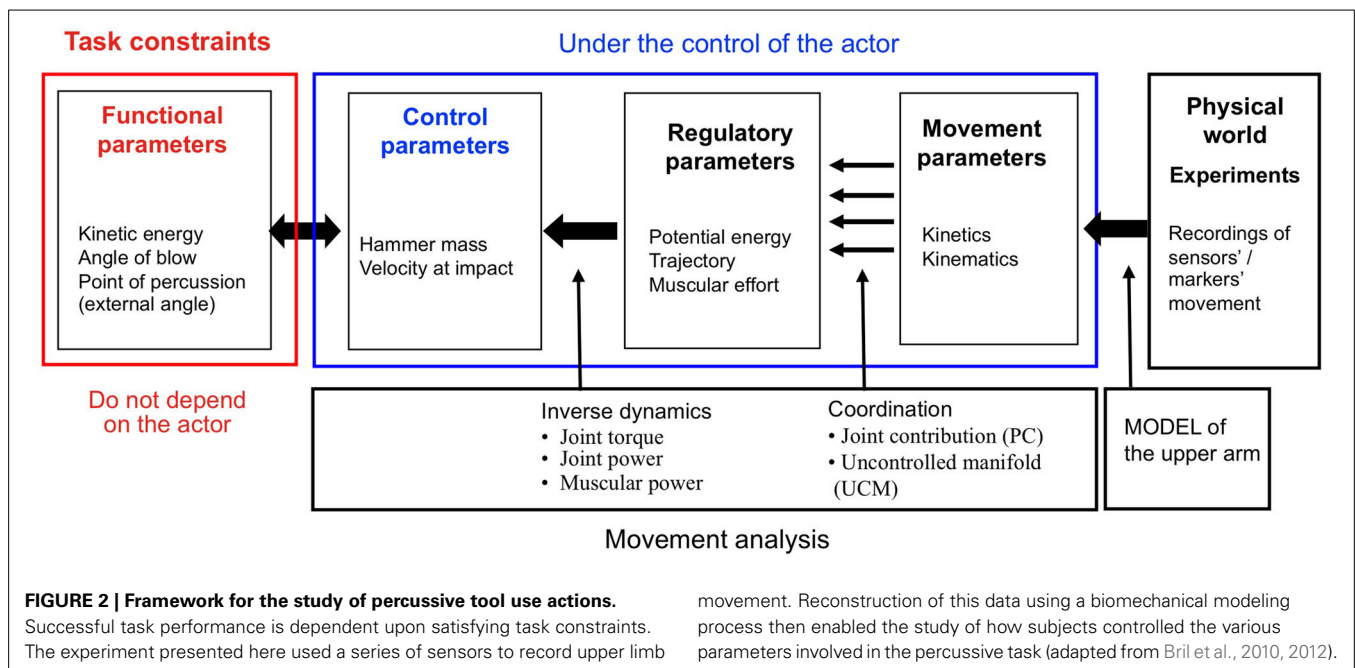 Task constraints
Under the control of the actor
Functional
parameters
Kinetic energy
Angle of blow
Point of percussion
(external angle)
Control
parameters
Hammer mass
Velocity at impact
Regulatory
parameters
Potential energy
Trajectory
Muscular effort
Movement
parameters
Kinetics
Kinematics
Physical
world
Experiments
Recordings of
sensors' /
markers'
movement
Do not depend
on the actor
Inverse dynamics
• Joint torque
• Joint power
• Muscular power
Coordination
• Joint contribution (PC)
• Uncontrolled manifold
(UCM)
MODEL of
the upper arm
Movement analysis
FIGURE 2 | Framework for the study of percussive tool use actions.
Successful task performance is dependent upon satisfying task constraints.
The experiment presented here used a series of sensors to record upper limb
movement. Reconstruction of this data using a biomechanical modeling
process then enabled the study of how subjects controlled the various
parameters involved in the percussive task (adapted from Bril et al., 2010, 2012).